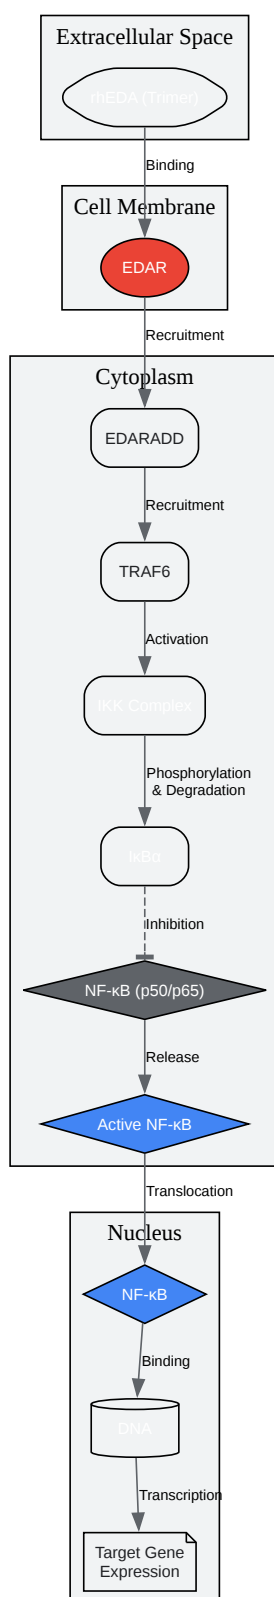 Extracellular Space
rhEDA (Trimer)
Binding
Cell Membrane
EDAR
Recruitment
Cytoplasm
EDARADD
Recruitment
TRAF6
Activation
IKK Complex
Phosphorylation
& Degradation
IκBα
Inhibition
NF-κB (p50/p65)
Release
Active NF-κB
Translocation
Nucleus
NF-κB
Binding
DNA
Transcription
Target Gene
Expression